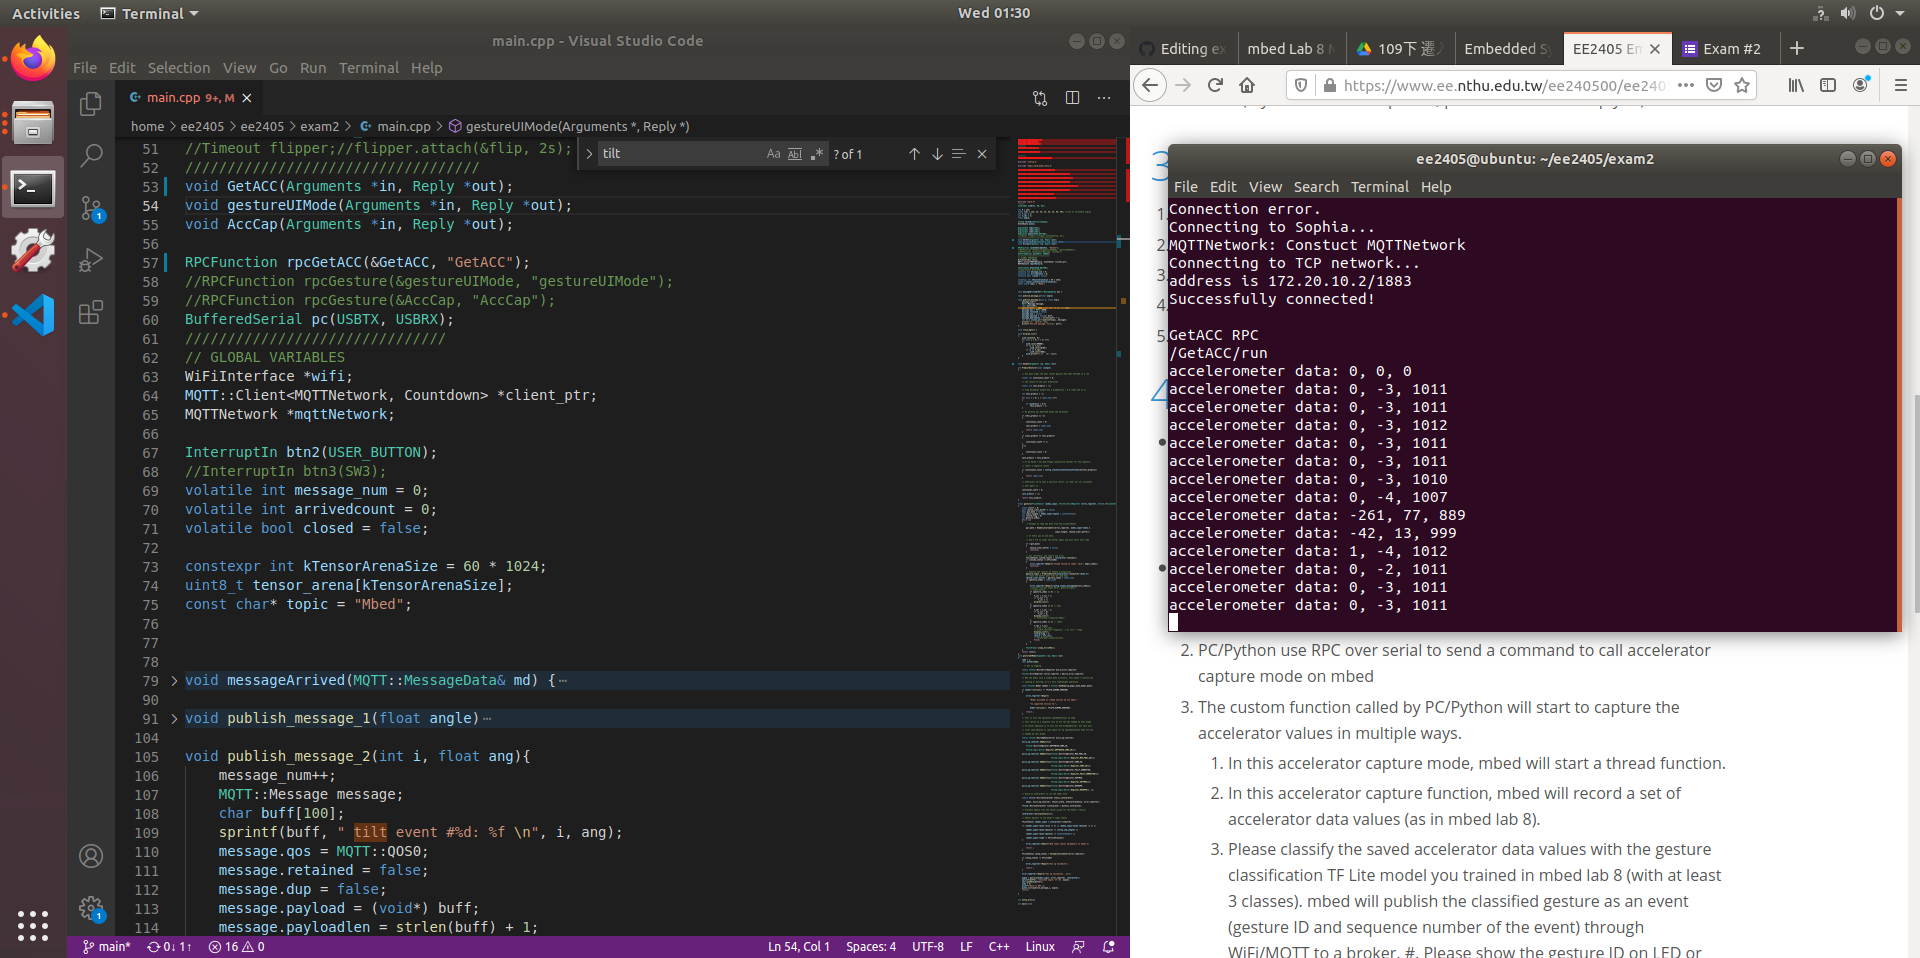 Activities
Terminal
Wed 01:30
main.cpp - Visual Studio Code
File Edit Selection View Go Run Terminal Help
main.cpp 9+, M
home > ee2405 > ee2405 > exam2 > main.cpp > gestureUIMode(Arguments *, Reply *)
tilt
Aa Abl .*
? of 1
51 //Timeout flipper;//flipper.attach(&flip, 2s);
52 ///////////////////////////////////
53 void GetACC(Arguments *in, Reply *out);
54 void gestureUIMode(Arguments *in, Reply *out);
55 void AccCap(Arguments *in, Reply *out);
56
57 RPCFunction rpcGetACC(&GetACC, "GetACC");
58 //RPCFunction rpcGesture(&gestureUIMode, "gestureUIMode");
59 //RPCFunction rpcGesture(&AccCap, "AccCap");
60 BufferedSerial pc(USBTX, USBRX);
61 ///////////////////////////////
62 // GLOBAL VARIABLES
63 WiFiInterface *wifi;
64 MQTT::Client<MQTTNetwork, Countdown> *client_ptr;
65 MQTTNetwork *mqttNetwork;
66
67 InterruptIn btn2(USER_BUTTON);
68 //InterruptIn btn3(SW3);
69 volatile int message_num = 0;
70 volatile int arrivedcount = 0;
71 volatile bool closed = false;
72
73 constexpr int kTensorArenaSize = 60 * 1024;
74 uint8_t tensor_arena[kTensorArenaSize];
75 const char* topic = "Mbed";
76
77
78
79 > void messageArrived(MQTT::MessageData& md) {⋯
90
91 > void publish_message_1(float angle)⋯
104
105 void publish_message_2(int i, float ang){
106 message_num++;
107 MQTT::Message message;
108 char buff[100];
109 sprintf(buff, " tilt event #%d: %f \n", i, ang);
110 message.qos = MQTT::QOS0;
111 message.retained = false;
112 message.dup = false;
113 message.payload = (void*) buff;
114 message.payloadlen = strlen(buff) + 1;
1
1
main* 0↓ 1↑ 16 0
Ln 54, Col 1 Spaces: 4 UTF-8 LF C++ Linux
Editing ex
mbed Lab 8
109下
Embedded Sy
EE2405 Em
Exam #2
https://www.ee.nthu.edu.tw/ee240500/ee240
ee2405@ubuntu: ~/ee2405/exam2
File Edit View Search Terminal Help
Connection error.
Connecting to Sophia...
MQTTNetwork: Constuct MQTTNetwork
Connecting to TCP network...
address is 172.20.10.2/1883
Successfully connected!
GetACC RPC
/GetACC/run
accelerometer data: 0, 0, 0
accelerometer data: 0, -3, 1011
accelerometer data: 0, -3, 1011
accelerometer data: 0, -3, 1012
accelerometer data: 0, -3, 1011
accelerometer data: 0, -3, 1011
accelerometer data: 0, -3, 1010
accelerometer data: 0, -4, 1007
accelerometer data: -261, 77, 889
accelerometer data: -42, 13, 999
accelerometer data: 1, -4, 1012
accelerometer data: 0, -2, 1011
accelerometer data: 0, -3, 1011
accelerometer data: 0, -3, 1011
2. PC/Python use RPC over serial to send a command to call accelerator
capture mode on mbed
3. The custom function called by PC/Python will start to capture the
accelerator values in multiple ways.
1. In this accelerator capture mode, mbed will start a thread function.
2. In this accelerator capture function, mbed will record a set of
accelerator data values (as in mbed lab 8).
3. Please classify the saved accelerator data values with the gesture
classification TF Lite model you trained in mbed lab 8 (with at least
3 classes). mbed will publish the classified gesture as an event
(gesture ID and sequence number of the event) through
WiFi/MQTT to a broker. #. Please show the gesture ID on LED or